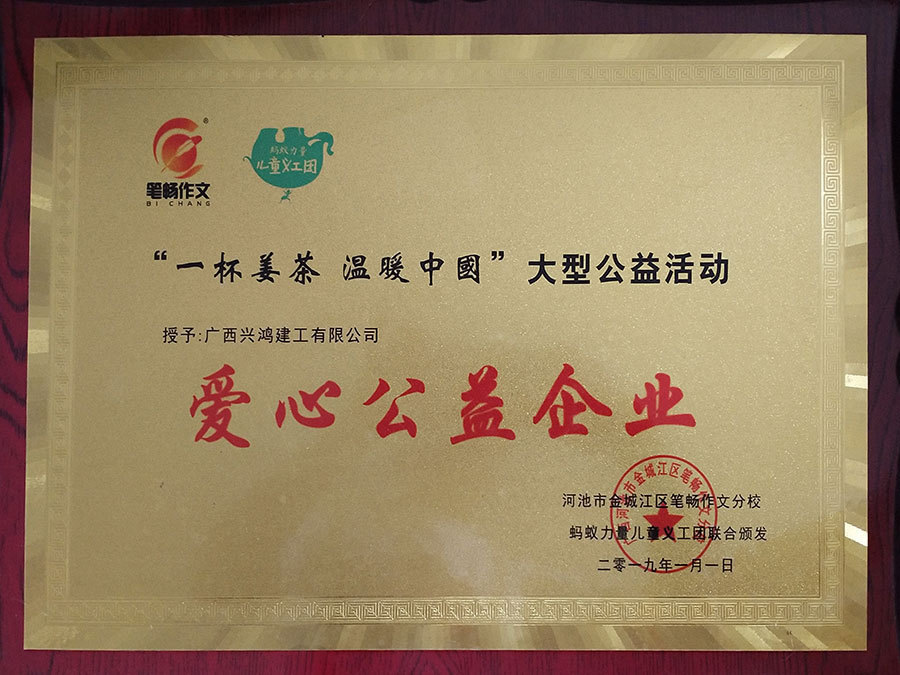 笔畅作文®
BI CHANG
蚂蚁力量
儿童义工团
“一杯姜茶 温暖中國”大型公益活动
授予:广西兴鸿建工有限公司
爱心公益企业
河池市金城江区笔畅作文分校
蚂蚁力量儿童义工团联合颁发
二零一九年一月一日